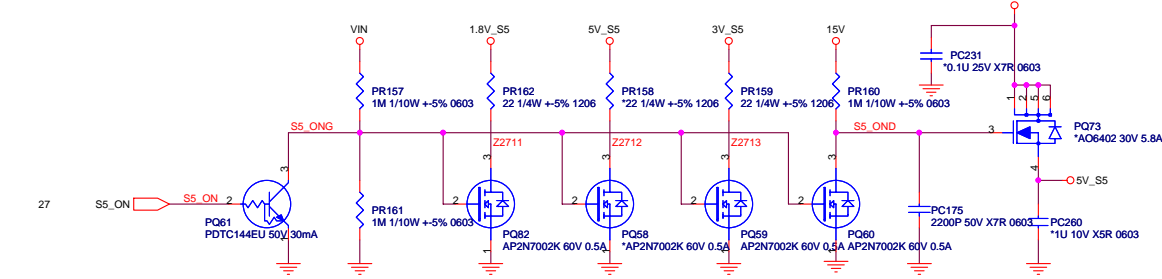 VIN
1.8V_S5
5V_S5
3V_S5
15V
PC231
*0.1U 25V X7R 0603
PR157
1M 1/10W +-5% 0603
PR162
22 1/4W +-5% 1206
PR158
*22 1/4W +-5% 1206
PR159
22 1/4W +-5% 1206
PR160
1M 1/10W +-5% 0603
1 2 5 6
S5_ONG
S5_OND
3
PQ73
*AO6402 30V 5.8A
Z2711
Z2712
Z2713
3
3
3
3
3
4
5V_S5
27
S5_ON
S5_ON
2
2
2
2
2
PR161
1M 1/10W +-5% 0603
PC175
2200P 50V X7R 0603
PC260
*1U 10V X5R 0603
PQ61
PDTC144EU 50V 30mA
1
1
1
1
1
PQ82
AP2N7002K 60V 0.5A
PQ58
*AP2N7002K 60V 0.5A
PQ59
AP2N7002K 60V 0.5A
PQ60
AP2N7002K 60V 0.5A